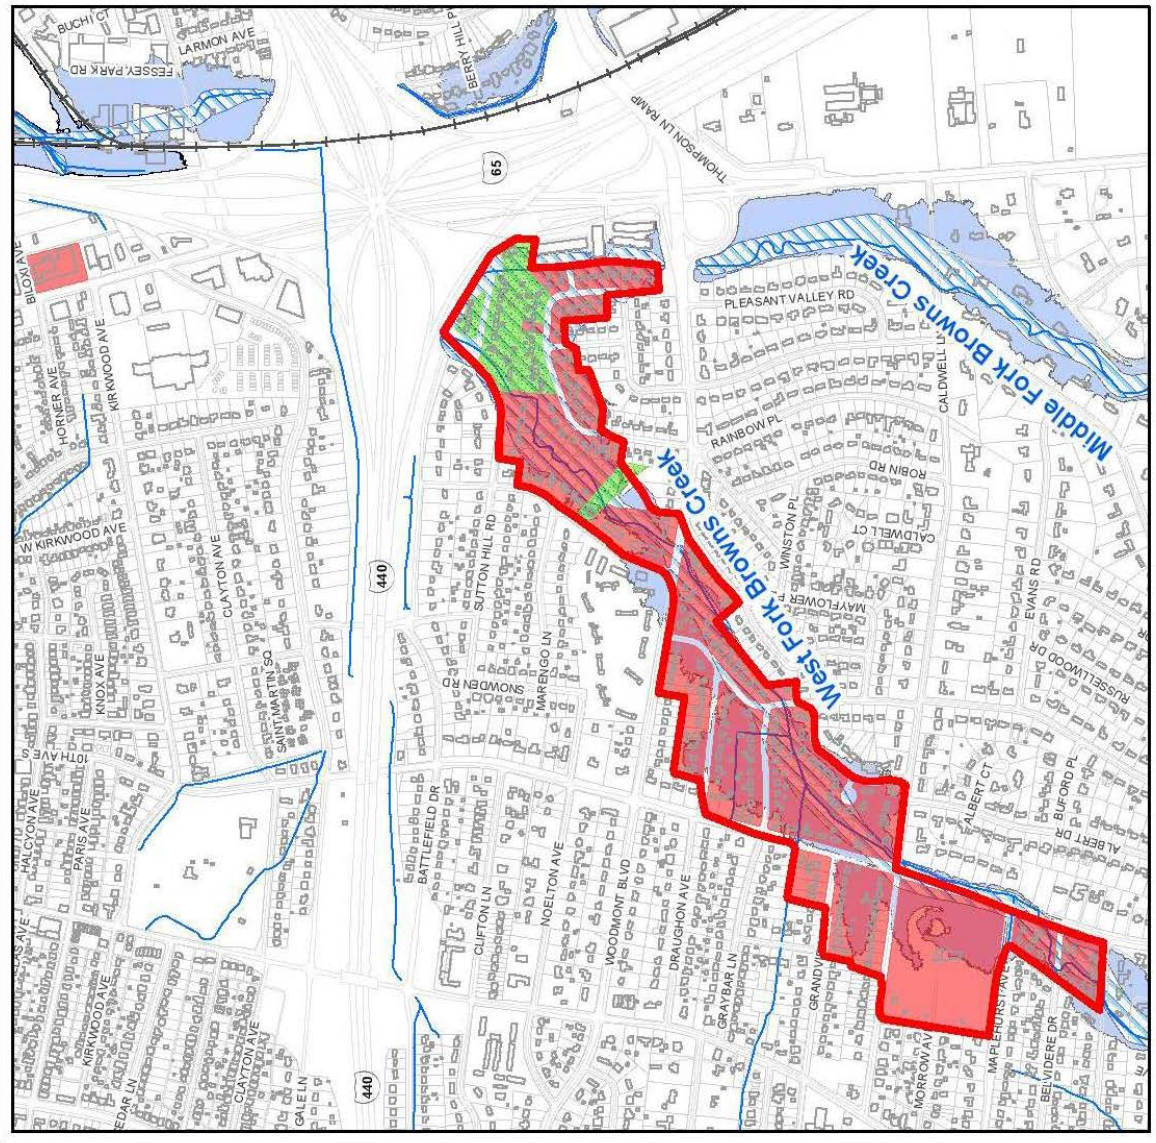 BUCHI CT
LARMON AVE
FESSEY PARK RD
BERRY HILL
65
THOMPSON LN RAMP
BILOXI AVE
HORNER AVE
KIRKWOOD AVE
PLEASANT VALLEY RD
Middle Fork Browns Creek
CALDWELL LN
RAINBOW PL
ROBIN RD
W KIRKWOOD AVE
CLAYTON AVE
440
SUTTON HILL RD
MARENGO LN
West Fork Browns Creek
WINSTON PL
CALDWELL CT
MAYFLOWER
EVANS RD
RUSSELLWOOD DR
DR
KNOX AVE
SAINT MARTIN SQ
SNOWDEN RD
10TH AVE S
HALCYON AVE
PARIS AVE
BATTLEFIELD DR
CLIFTON LN
NOELTON AVE
WOODMONT BLVD
DRAUGHON AVE
GRAYBAR LN
ALBERT CT
BUFORD PL
ALBERT DR
KIRKWOOD AVE
CLAYTON AVE
GALE LN
440
MORROW AV
MAPLEHURST AVE
BELVIDERE DR